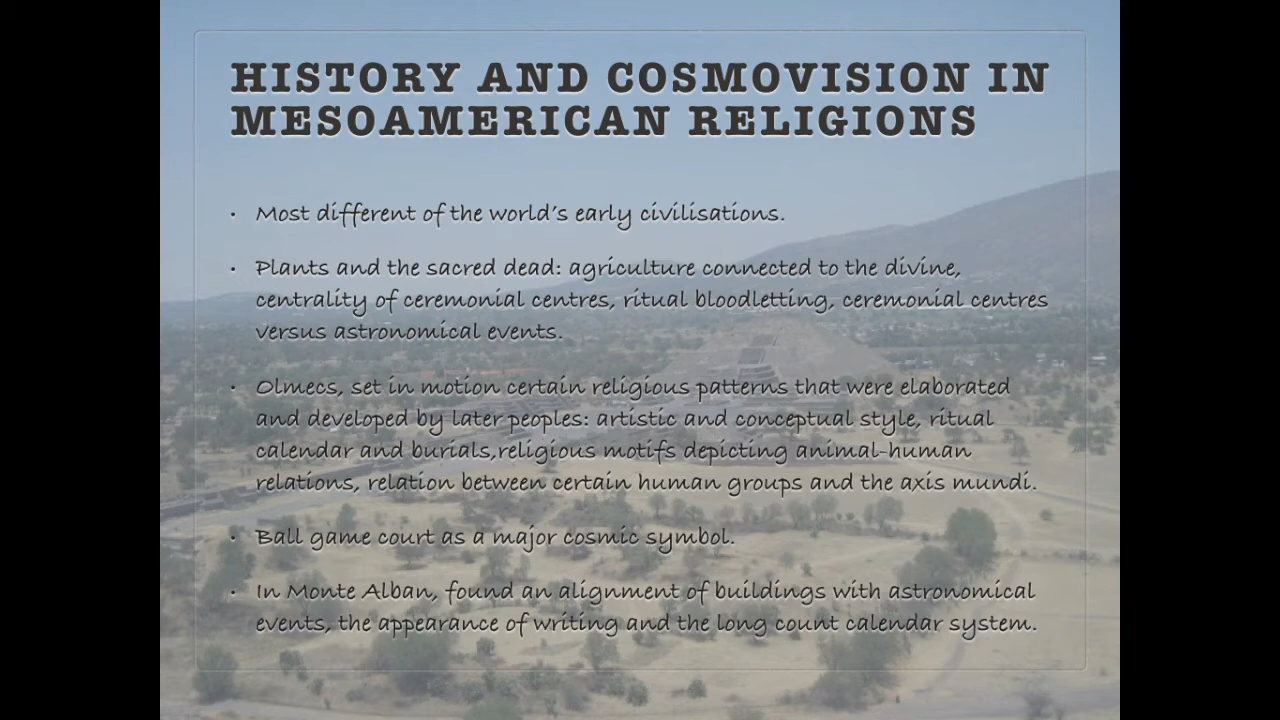 HISTORY AND COSMOVISION IN
MESOAMERICAN RELIGIONS
• Most different of the world's early civilisations.
• Plants and the sacred dead: agriculture connected to the divine,
centrality of ceremonial centres, ritual bloodletting, ceremonial centres
versus astronomical events.
• Olmecs, set in motion certain religious patterns that were elaborated
and developed by later peoples: artistic and conceptual style, ritual
calendar and burials,religious motifs depicting animal-human
relations, relation between certain human groups and the axis mundi.
• Ball game court as a major cosmic symbol.
• In Monte Alban, found an alignment of buildings with astronomical
events, the appearance of writing and the long count calendar system.